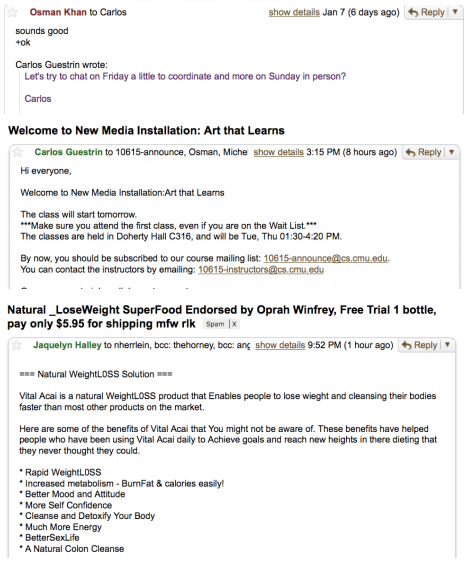 Osman Khan to Carlos show details Jan 7 (6 days ago) Reply
sounds good
+ok
Carlos Guestrin wrote:
Let's try to chat on Friday a little to coordinate and more on Sunday in person?
Carlos
Welcome to New Media Installation: Art that Learns
Carlos Guestrin to 10615-announce, Osman, Michel show details 3:15 PM (8 hours ago) Reply
Hi everyone,
Welcome to New Media Installation:Art that Learns
The class will start tomorrow.
***Make sure you attend the first class, even if you are on the Wait List.***
The classes are held in Doherty Hall C316, and will be Tue, Thu 01:30-4:20 PM.
By now, you should be subscribed to our course mailing list: 10615-announce@cs.cmu.edu.
You can contact the instructors by emailing: 10615-instructors@cs.cmu.edu
Natural _LoseWeight SuperFood Endorsed by Oprah Winfrey, Free Trial 1 bottle,
pay only $5.95 for shipping mfw rlk Spam | X
Jaquelyn Halley to nherrlein, bcc: thehorney, bcc: ang show details 9:52 PM (1 hour ago) Reply
=== Natural WeightL0SS Solution ===
Vital Acai is a natural WeightL0SS product that Enables people to lose wieght and cleansing their bodies
faster than most other products on the market.
Here are some of the benefits of Vital Acai that You might not be aware of. These benefits have helped
people who have been using Vital Acai daily to Achieve goals and reach new heights in there dieting that
they never thought they could.
* Rapid WeightL0SS
* Increased metabolism - BurnFat & calories easily!
* Better Mood and Attitude
* More Self Confidence
* Cleanse and Detoxify Your Body
* Much More Energy
* BetterSexLife
* A Natural Colon Cleanse